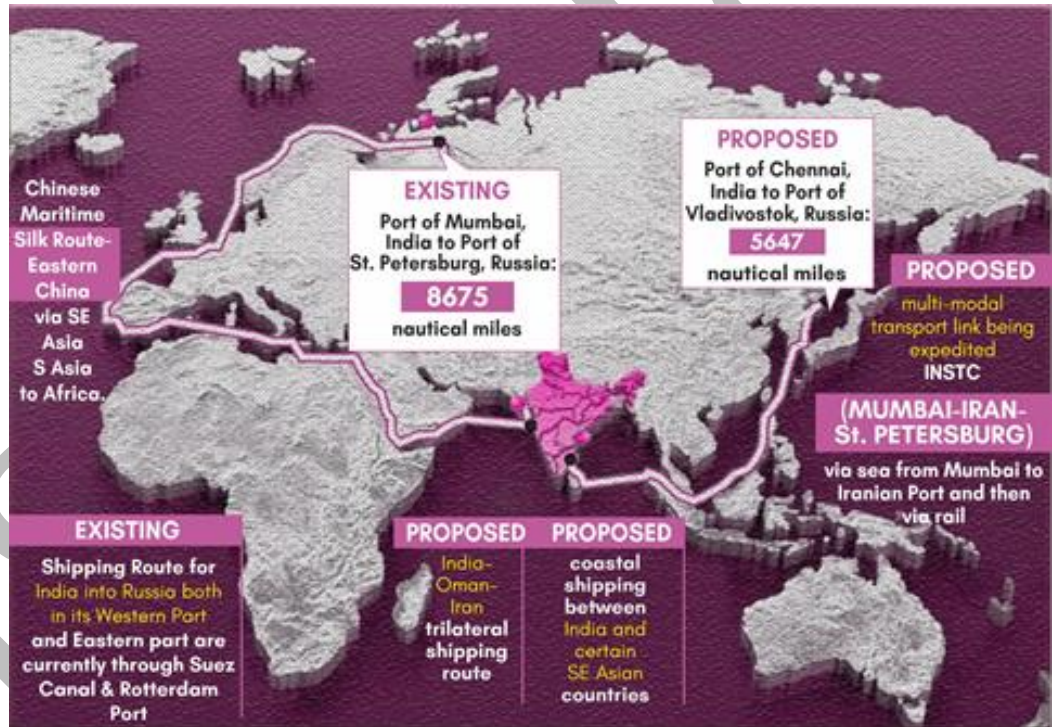 Chinese
Maritime
Silk Route-
Eastern
China
via SE
Asia
S Asia
to Africa.
EXISTING
Port of Mumbai,
India to Port of
St. Petersburg, Russia:
8675
nautical miles
PROPOSED
Port of Chennai,
India to Port of
Vladivostok, Russia:
5647
nautical miles
PROPOSED
multi-modal
transport link being
expedited
INSTC
(MUMBAI-IRAN-
St. PETERSBURG)
via sea from Mumbai to
Iranian Port and then
via rail
EXISTING
Shipping Route for
India into Russia both
in its Western Part
and Eastern part are
currently through Suez
Canal & Rotterdam
Port
PROPOSED
India-
Oman-
Iran
trilateral
shipping
route
PROPOSED
coastal
shipping
between
India and
certain
SE Asian
countries